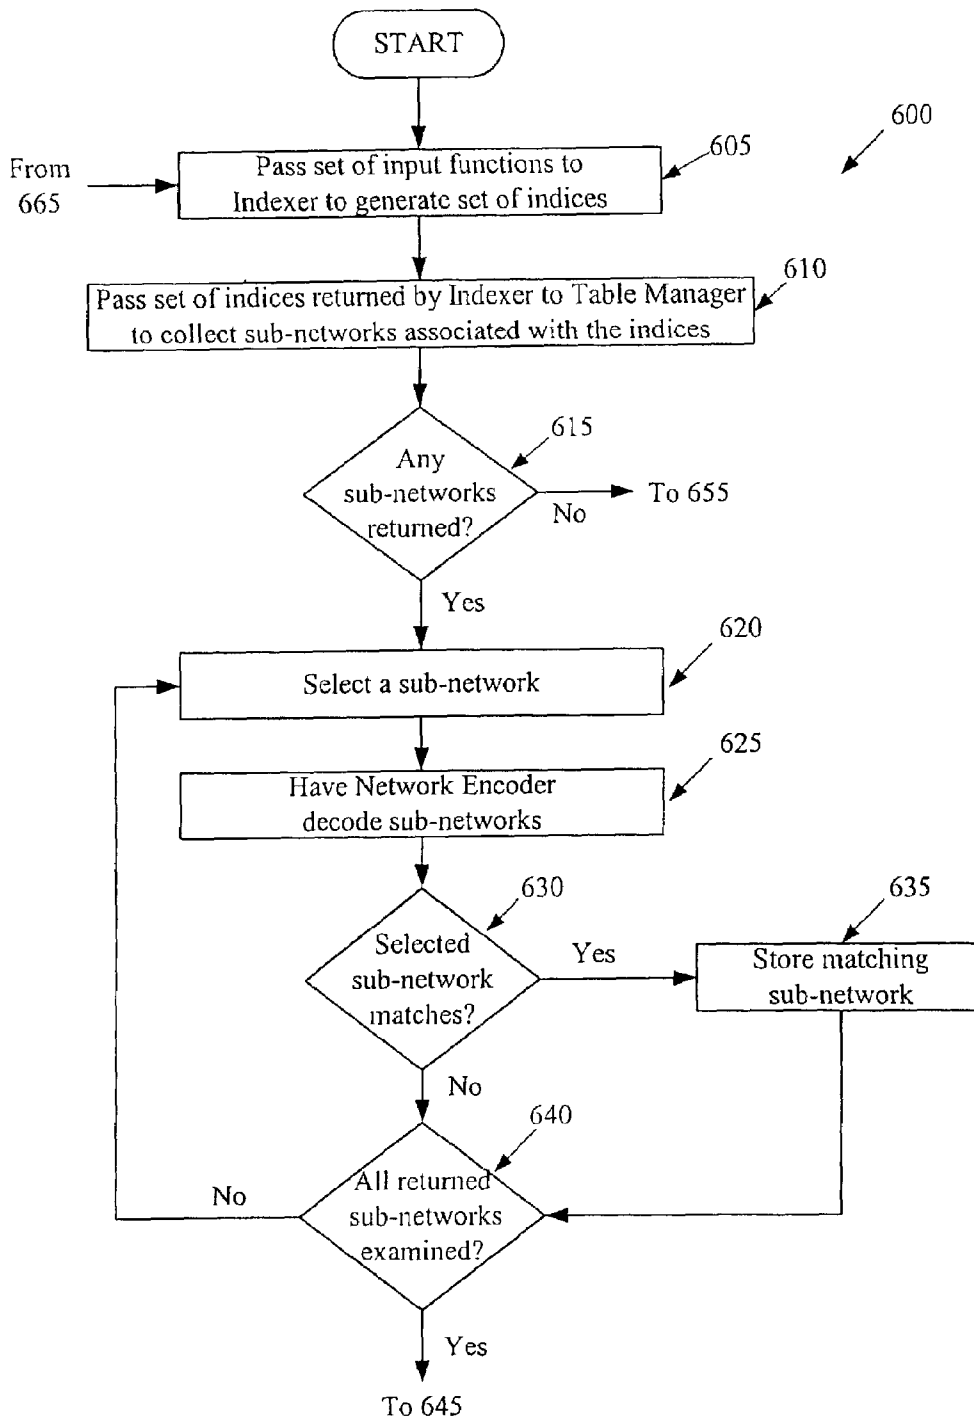 START
600
605
From
665
Pass set of input functions to
Indexer to generate set of indices
610
Pass set of indices returned by Indexer to Table Manager
to collect sub-networks associated with the indices
615
Any
sub-networks
returned?
No
To 655
Yes
620
Select a sub-network
625
Have Network Encoder
decode sub-networks
630
635
Selected
sub-network
matches?
Yes
Store matching
sub-network
No
640
All returned
sub-networks
examined?
No
Yes
To 645